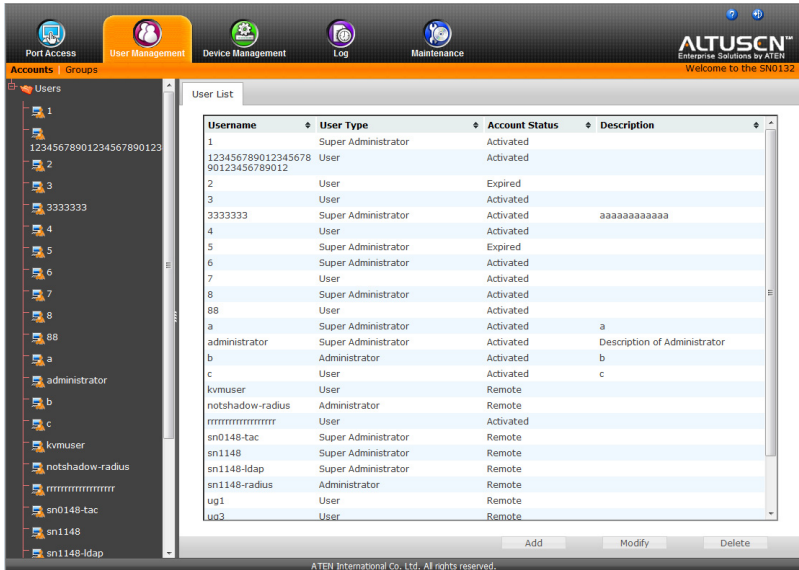 Port Access User Management Device Management Log Maintenance
ALTUSCN™
Enterprise Solutions by ATEN
Accounts Groups Welcome to the SN0132
Users
1
12345678901234567890123
2
3
3333333
4
5
6
7
8
88
a
administrator
b
c
kvmuser
notshadow-radius
rrrrrrrrrrrrrrrrrrr
sn0148-tac
sn1148
sn1148-ldap
User List
Username User Type Account Status Description
1 Super Administrator Activated
123456789012345678 User Activated
90123456789012
2 User Expired
3 User Activated
3333333 Super Administrator Activated aaaaaaaaaaaa
4 User Activated
5 Super Administrator Expired
6 Super Administrator Activated
7 User Activated
8 Super Administrator Activated
88 User Activated
a Super Administrator Activated a
administrator Super Administrator Activated Description of Administrator
b Administrator Activated b
c User Activated c
kvmuser User Remote
notshadow-radius Administrator Remote
rrrrrrrrrrrrrrrrrrr User Activated
sn0148-tac Super Administrator Remote
sn1148 Super Administrator Remote
sn1148-ldap Super Administrator Remote
sn1148-radius Administrator Remote
ug1 User Remote
ug3 User Remote
Add Modify Delete
ATEN International Co. Ltd. All rights reserved.